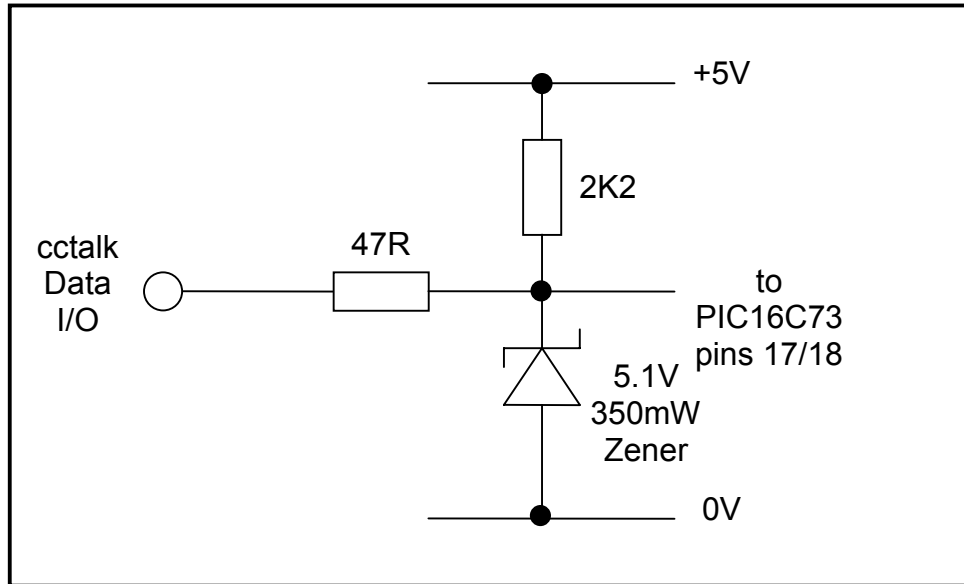 +5V
2K2
47R
cctalk
Data
I/O
to
PIC16C73
pins 17/18
5.1V
350mW
Zener
0V